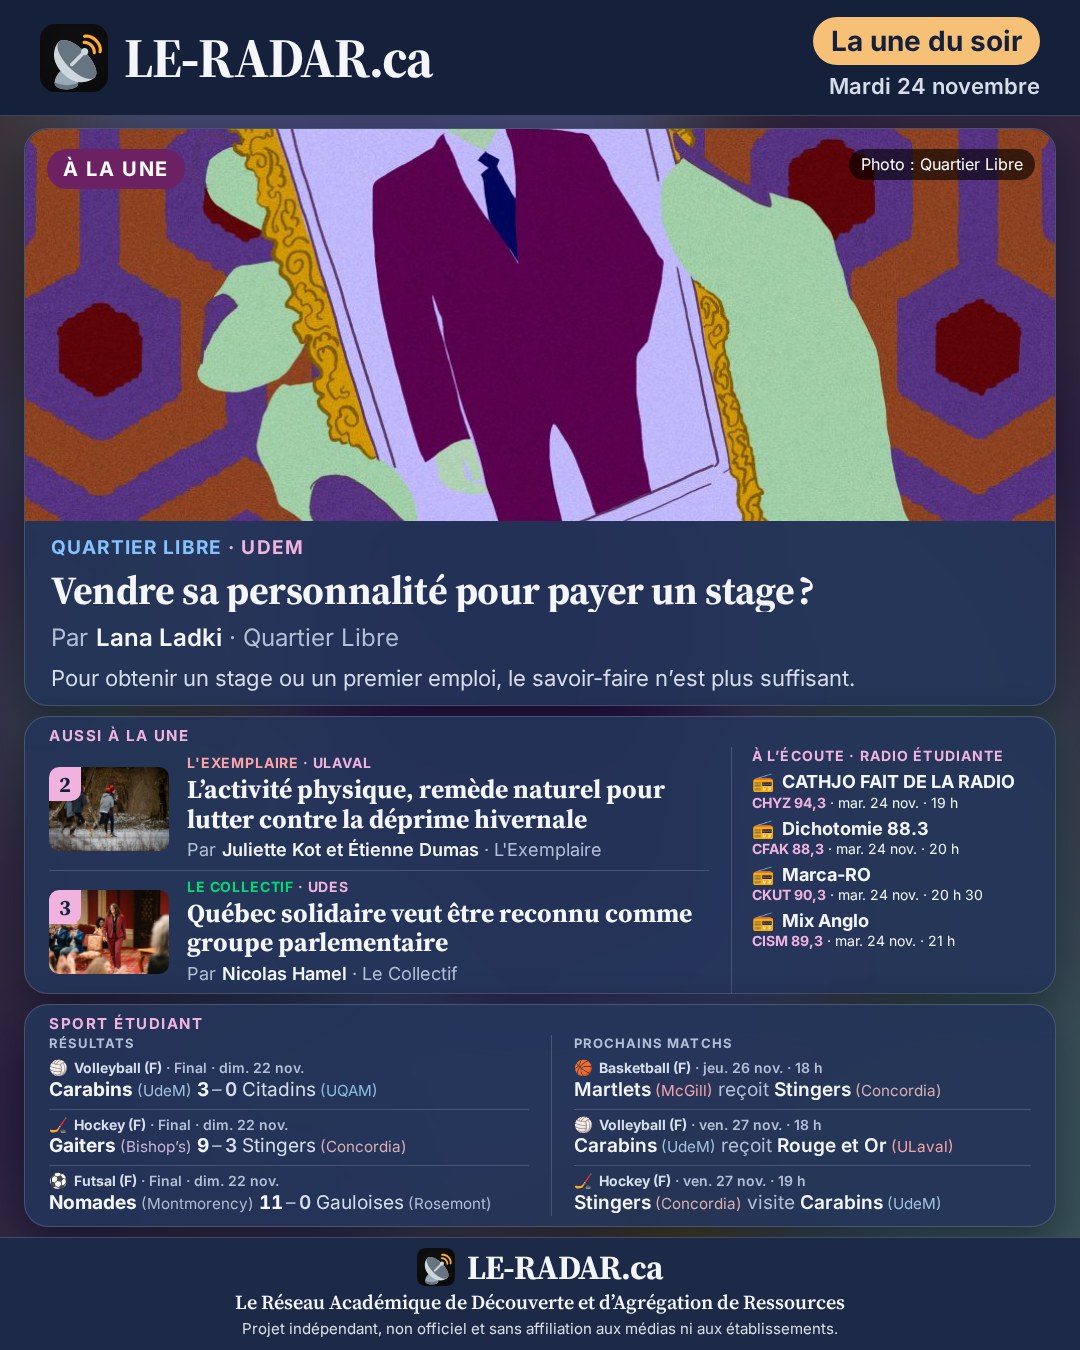 LE-RADAR.ca
La une du soir
Mardi 24 novembre
À LA UNE
Photo : Quartier Libre
QUARTIER LIBRE · UDEM
Vendre sa personnalité pour payer un stage ?
Par Lana Ladki · Quartier Libre
Pour obtenir un stage ou un premier emploi, le savoir-faire n’est plus suffisant.
AUSSI À LA UNE
2
L'EXEMPLAIRE · ULAVAL
L’activité physique, remède naturel pour
lutter contre la déprime hivernale
Par Juliette Kot et Étienne Dumas · L'Exemplaire
3
LE COLLECTIF · UDES
Québec solidaire veut être reconnu comme
groupe parlementaire
Par Nicolas Hamel · Le Collectif
À L’ÉCOUTE · RADIO ÉTUDIANTE
CATHJO FAIT DE LA RADIO
CHYZ 94,3 · mar. 24 nov. · 19 h
Dichotomie 88.3
CFAK 88,3 · mar. 24 nov. · 20 h
Marca-RO
CKUT 90,3 · mar. 24 nov. · 20 h 30
Mix Anglo
CISM 89,3 · mar. 24 nov. · 21 h
SPORT ÉTUDIANT
RÉSULTATS
Volleyball (F) · Final · dim. 22 nov.
Carabins (UdeM) 3 – 0 Citadins (UQAM)
Hockey (F) · Final · dim. 22 nov.
Gaiters (Bishop’s) 9 – 3 Stingers (Concordia)
Futsal (F) · Final · dim. 22 nov.
Nomades (Montmorency) 11 – 0 Gauloises (Rosemont)
PROCHAINS MATCHS
Basketball (F) · jeu. 26 nov. · 18 h
Martlets (McGill) reçoit Stingers (Concordia)
Volleyball (F) · ven. 27 nov. · 18 h
Carabins (UdeM) reçoit Rouge et Or (ULaval)
Hockey (F) · ven. 27 nov. · 19 h
Stingers (Concordia) visite Carabins (UdeM)
LE-RADAR.ca
Le Réseau Académique de Découverte et d’Agrégation de Ressources
Projet indépendant, non officiel et sans affiliation aux médias ni aux établissements.